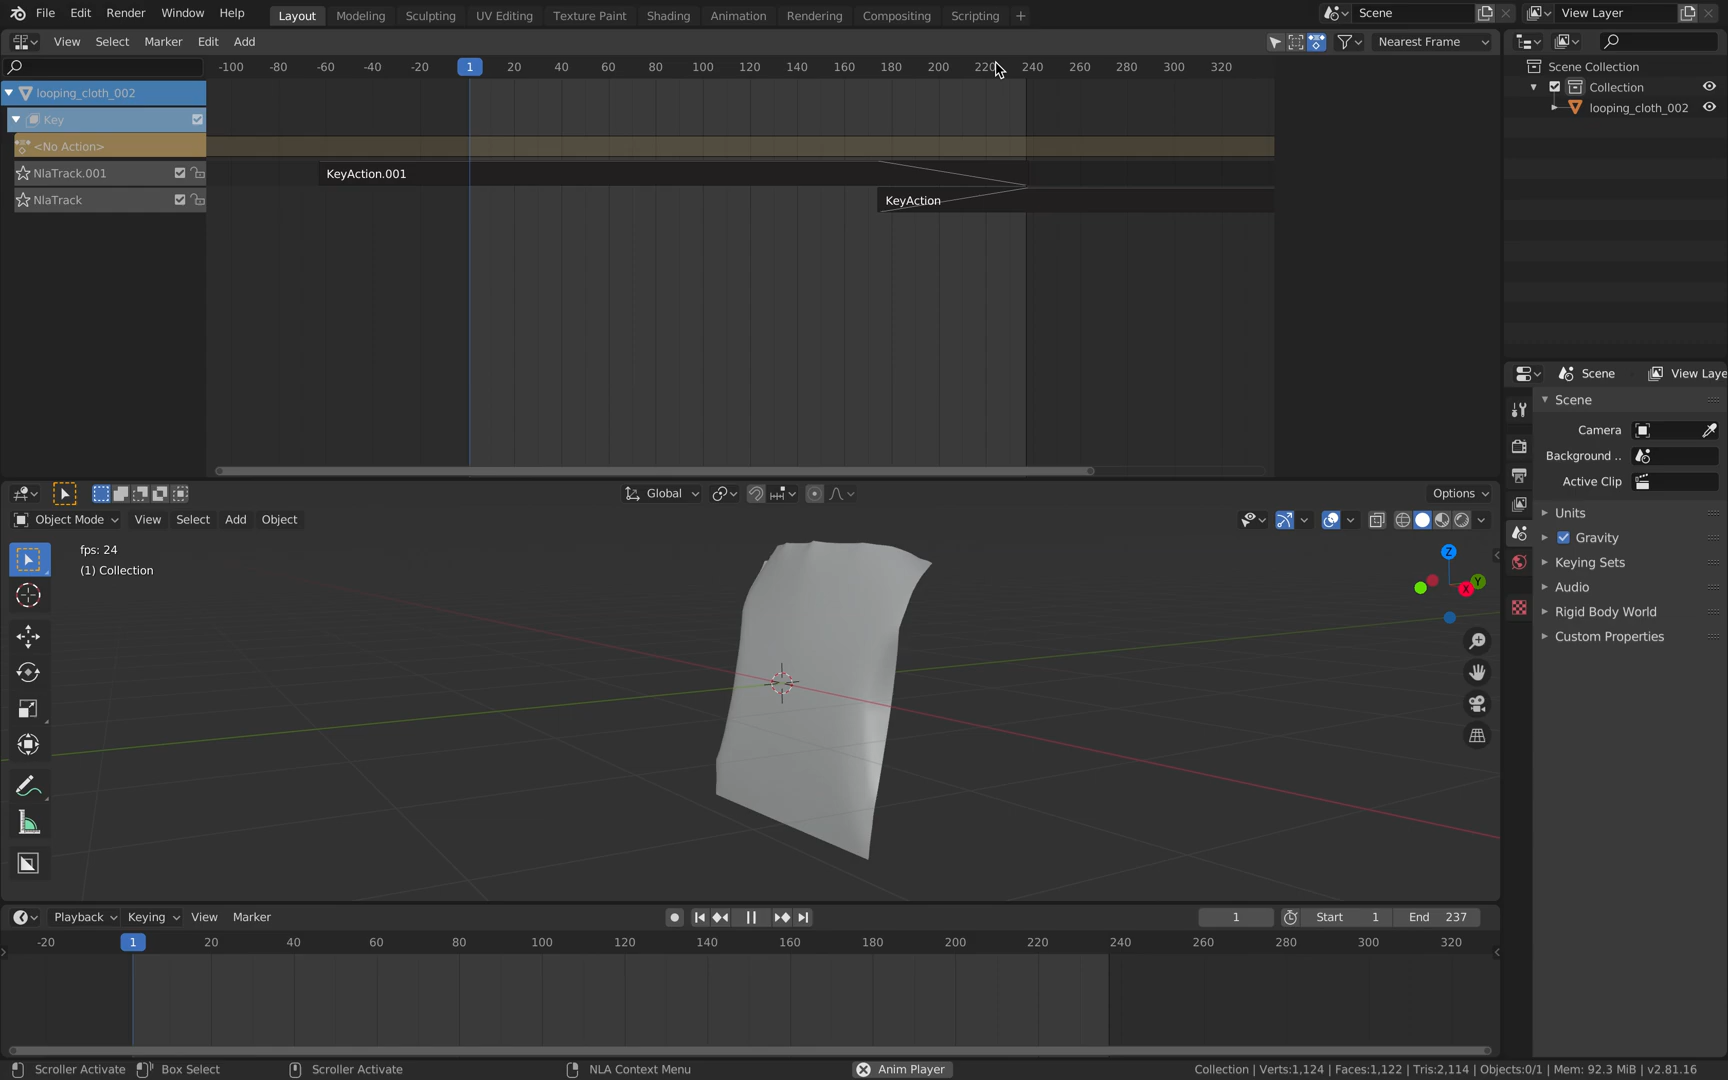 File Edit Render Window Help Layout Modeling Sculpting UV Editing Texture Paint Shading Animation Rendering Compositing Scripting + Scene View Layer
View Select Marker Edit Add Nearest Frame
-100 -80 -60 -40 -20 1 20 40 60 80 100 120 140 160 180 200 220 240 260 280 300 320
Scene Collection
looping_cloth_002
Collection
looping_cloth_002
Key
<No Action>
NlaTrack.001 KeyAction.001
NlaTrack KeyAction
Scene View Laye
Scene
Camera
Background ..
Active Clip
Units
Gravity
Keying Sets
Audio
Rigid Body World
Custom Properties
Global Options
Object Mode View Select Add Object
fps: 24
(1) Collection
Z
Y
X
Playback Keying View Marker 1 Start 1 End 237
-20 1 20 40 60 80 100 120 140 160 180 200 220 240 260 280 300 320
Scroller Activate Box Select Scroller Activate NLA Context Menu Anim Player Collection | Verts:1,124 | Faces:1,122 | Tris:2,114 | Objects:0/1 | Mem: 92.3 MiB | v2.81.16